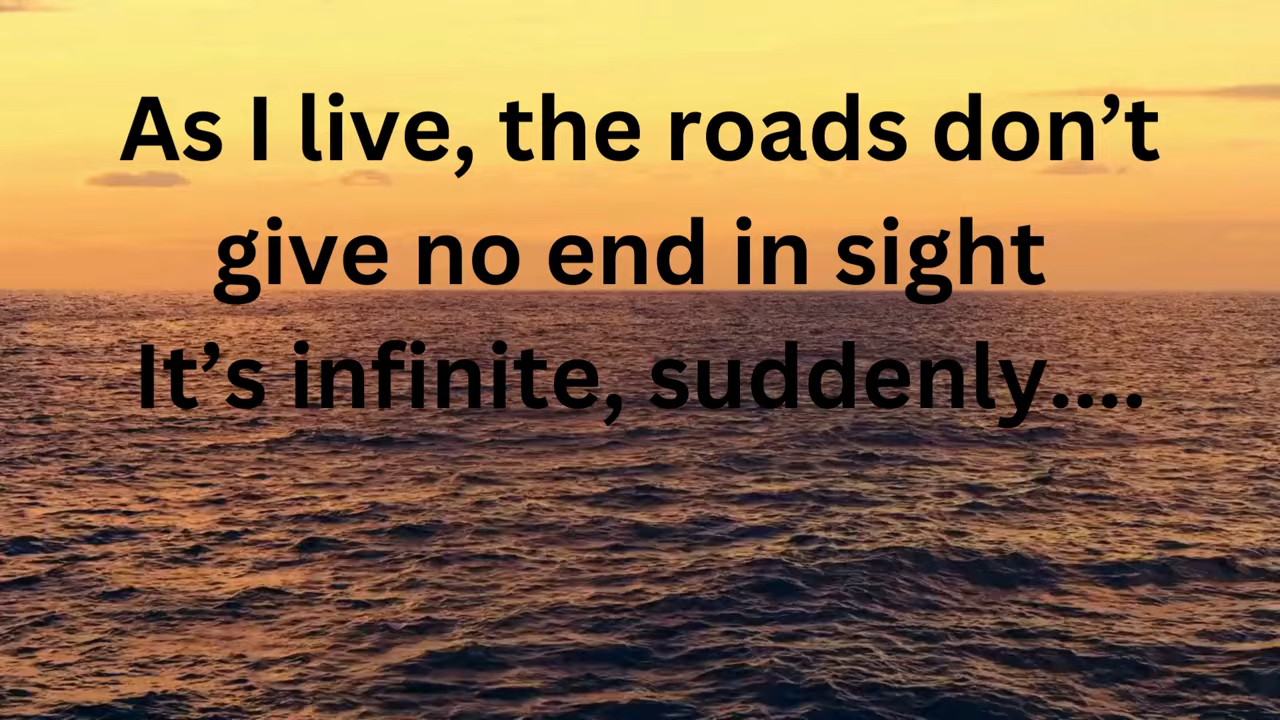 As I live, the roads don’t
give no end in sight
It’s infinite, suddenly....